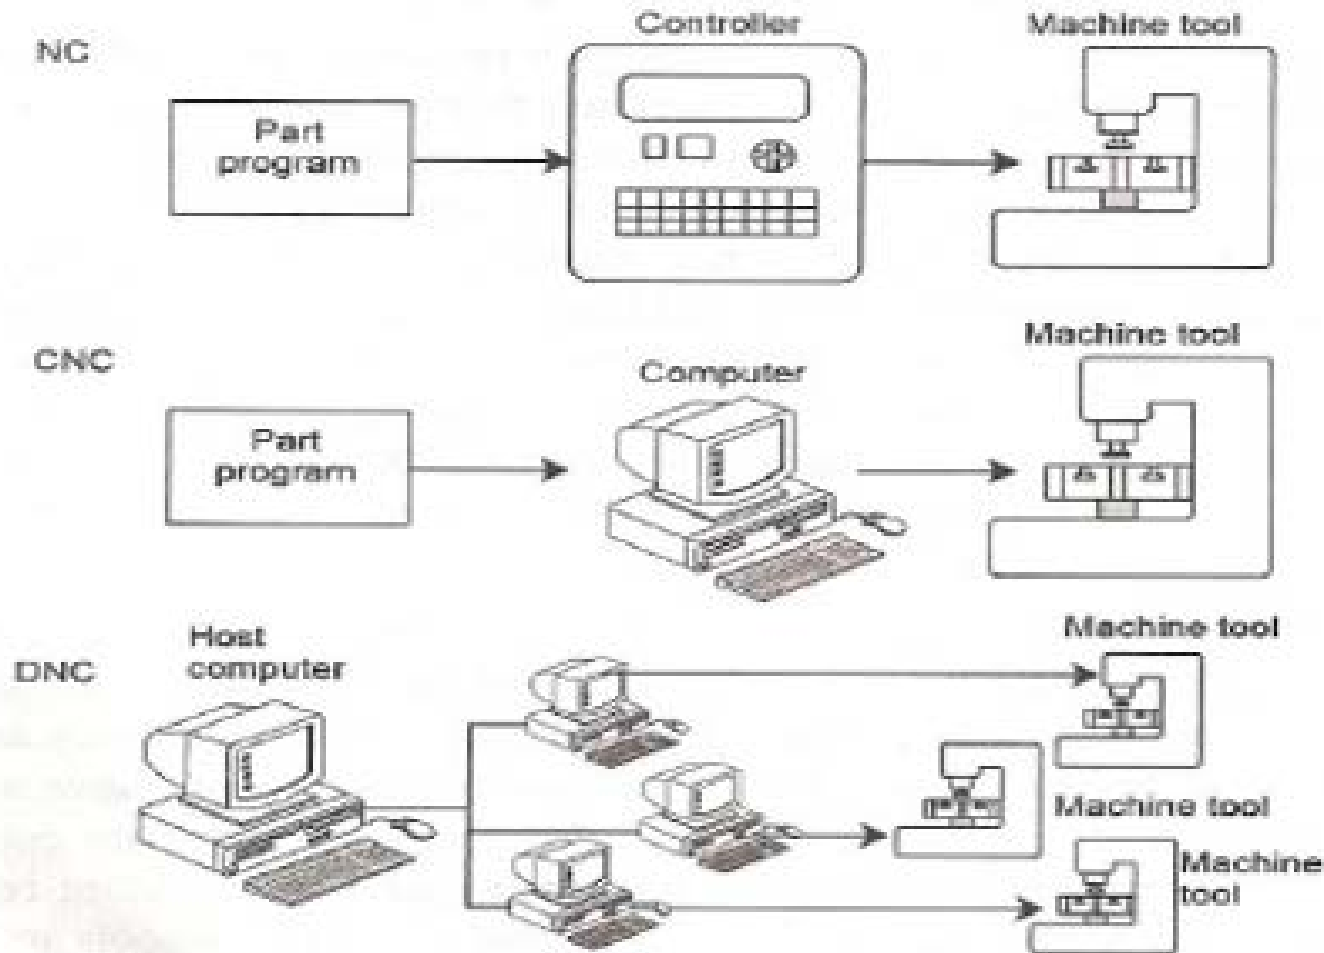 NC
Controller
Machine tool
Part
program
CNC
Computer
Machine tool
Part
program
DNC
Host
computer
Machine tool
Machine tool
Machine
tool